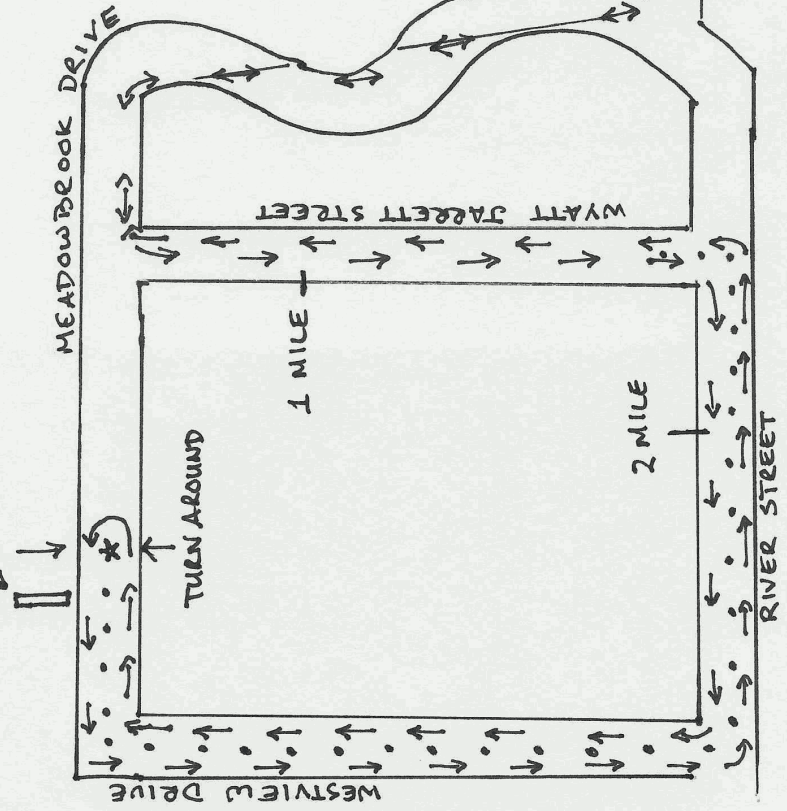 MEADOWBROOK DRIVE
WYATT JARRETT STREET
1 MILE
2 MILE
TURN AROUND
RIVER STREET
WESTVIEW DRIVE